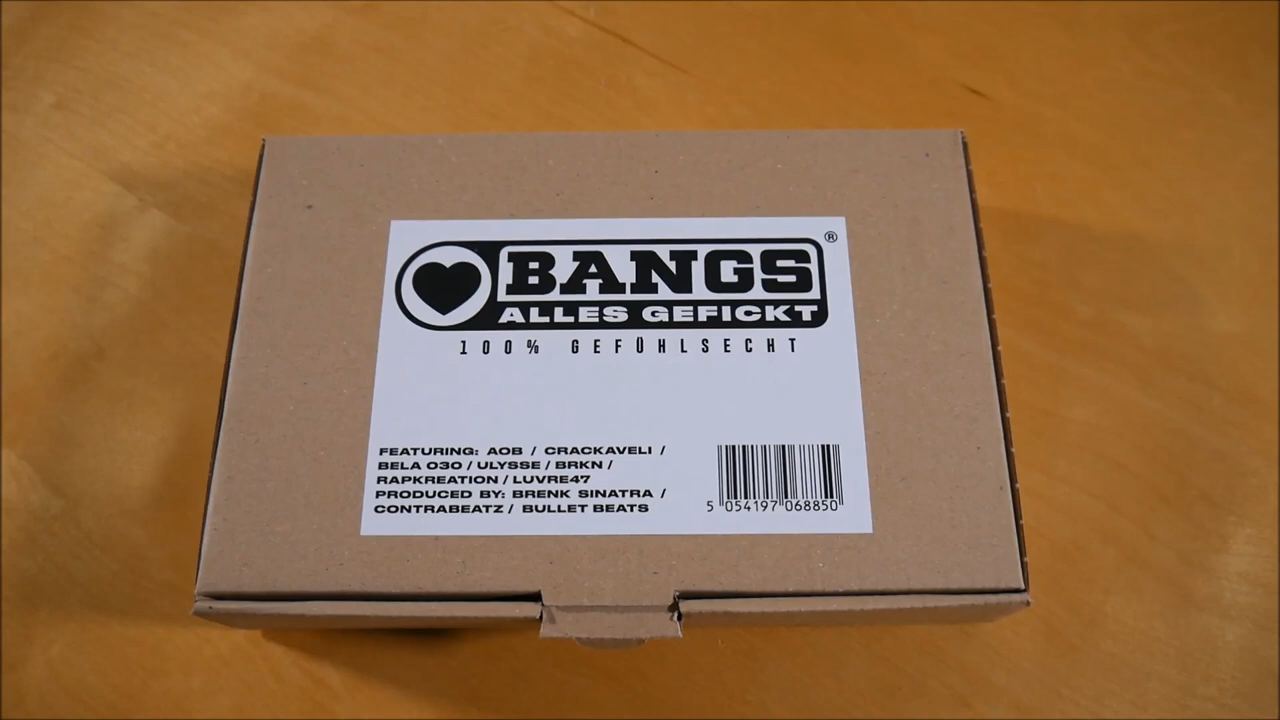 BANGS ®
ALLES GEFICKT
100% GEFÜHLSECHT
FEATURING: AOB / CRACKAVELI /
BELA 030 / ULYSSE / BRKN /
RAPKREATION / LUVRE47
PRODUCED BY: BRENK SINATRA /
CONTRABEATZ / BULLET BEATS
5 054197 068850